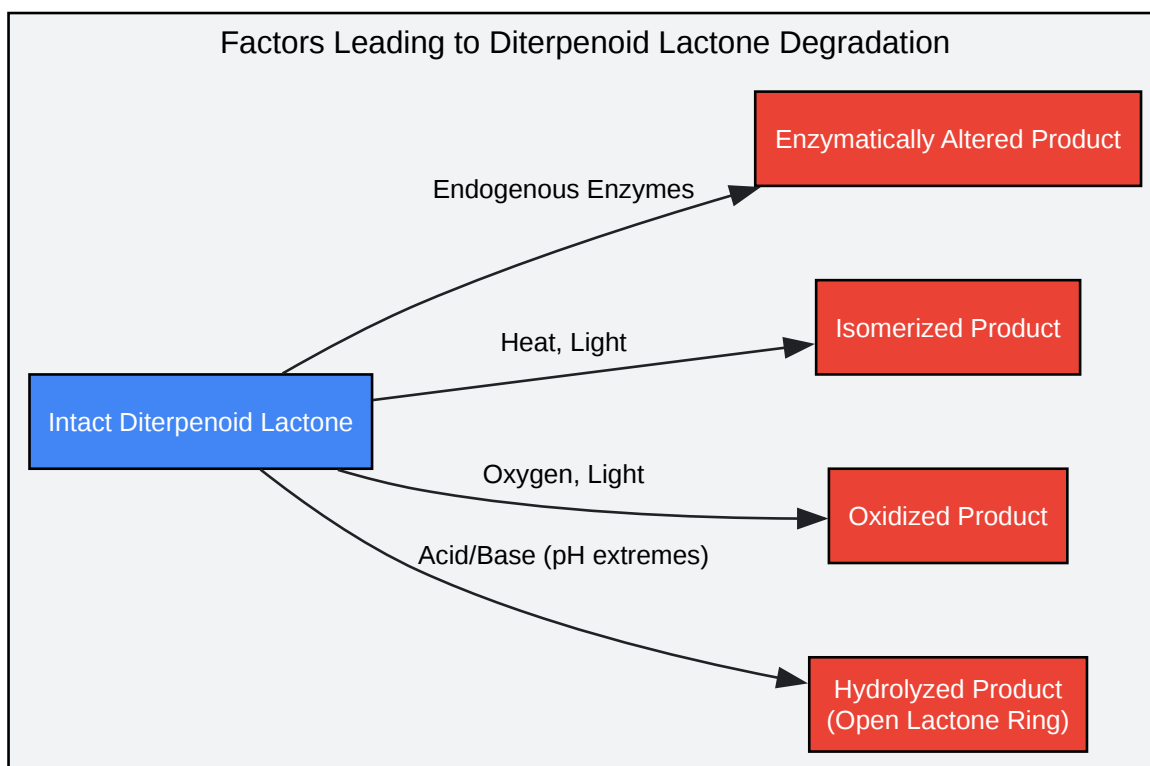 Factors Leading to Diterpenoid Lactone Degradation
Enzymatically Altered Product
Endogenous Enzymes
Isomerized Product
Heat, Light
Intact Diterpenoid Lactone
Oxygen, Light
Oxidized Product
Acid/Base (pH extremes)
Hydrolyzed Product
(Open Lactone Ring)